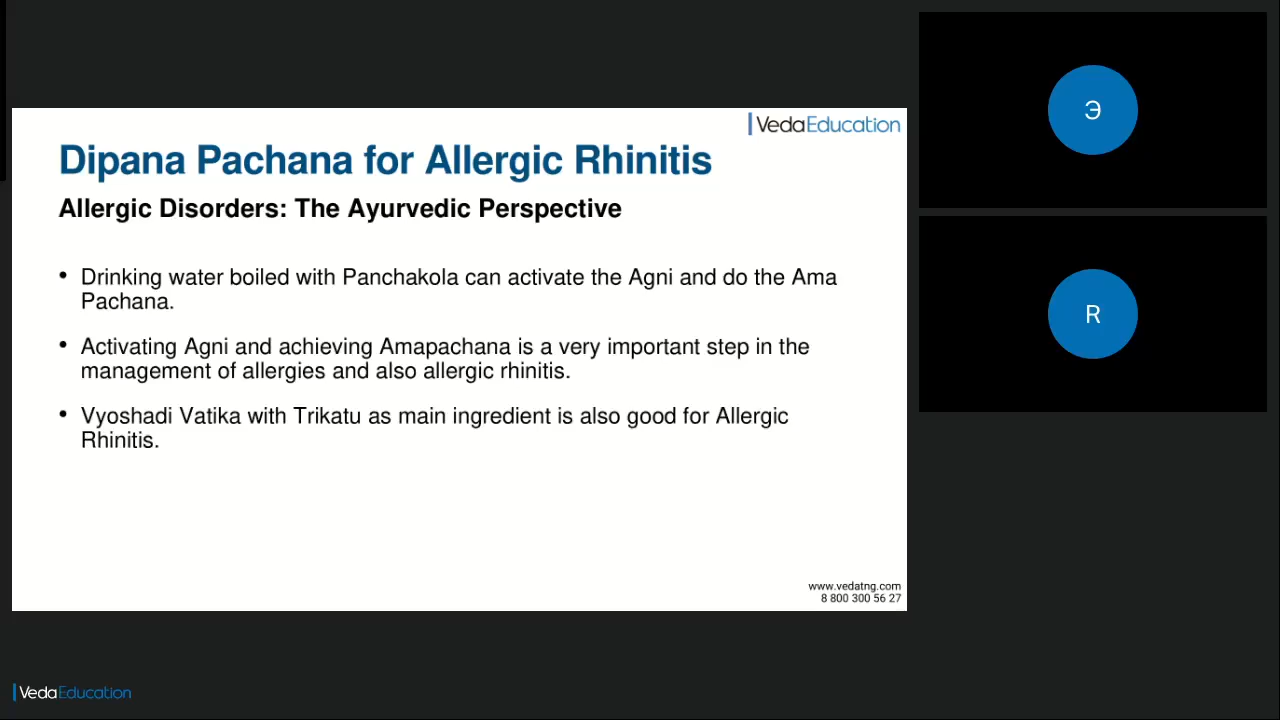 VedaEducation
Dipana Pachana for Allergic Rhinitis
Allergic Disorders: The Ayurvedic Perspective
• Drinking water boiled with Panchakola can activate the Agni and do the Ama
Pachana.
• Activating Agni and achieving Amapachana is a very important step in the
management of allergies and also allergic rhinitis.
• Vyoshadi Vatika with Trikatu as main ingredient is also good for Allergic
Rhinitis.
www.vedatng.com
8 800 300 56 27
Э
R
VedaEducation